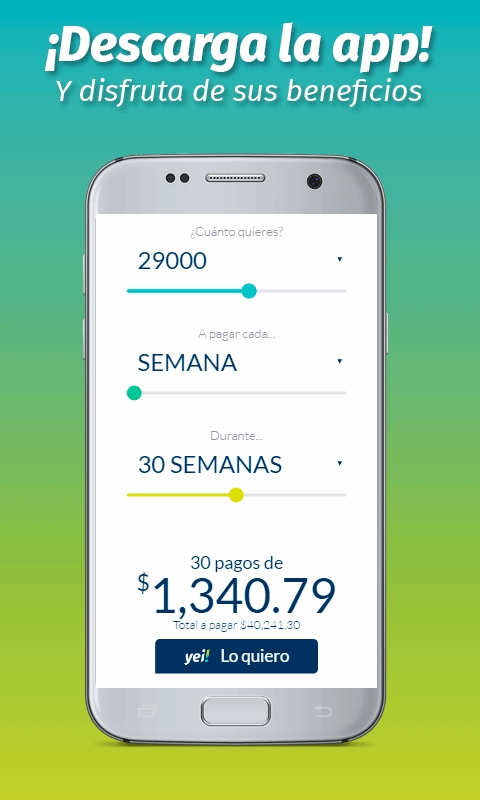 ¡Descarga la app!
Y disfruta de sus beneficios
¿Cuánto quieres?
29000
A pagar cada...
SEMANA
Durante...
30 SEMANAS
30 pagos de
$1,340.79
Total a pagar $40,241.30
yei! Lo quiero